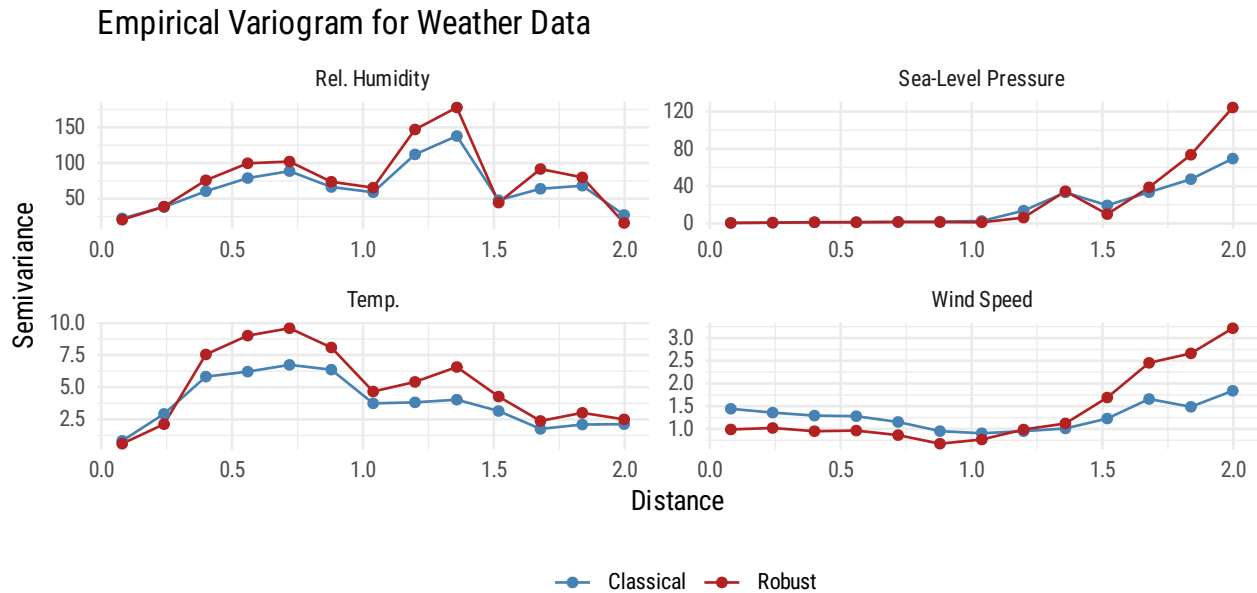 Empirical Variogram for Weather Data
Semivariance
Rel. Humidity
150
100
50
0.0 0.5 1.0 1.5 2.0
Sea-Level Pressure
120
80
40
0
0.0 0.5 1.0 1.5 2.0
Temp.
10.0
7.5
5.0
2.5
0.0 0.5 1.0 1.5 2.0
Wind Speed
3.0
2.5
2.0
1.5
1.0
0.0 0.5 1.0 1.5 2.0
Distance
Classical Robust